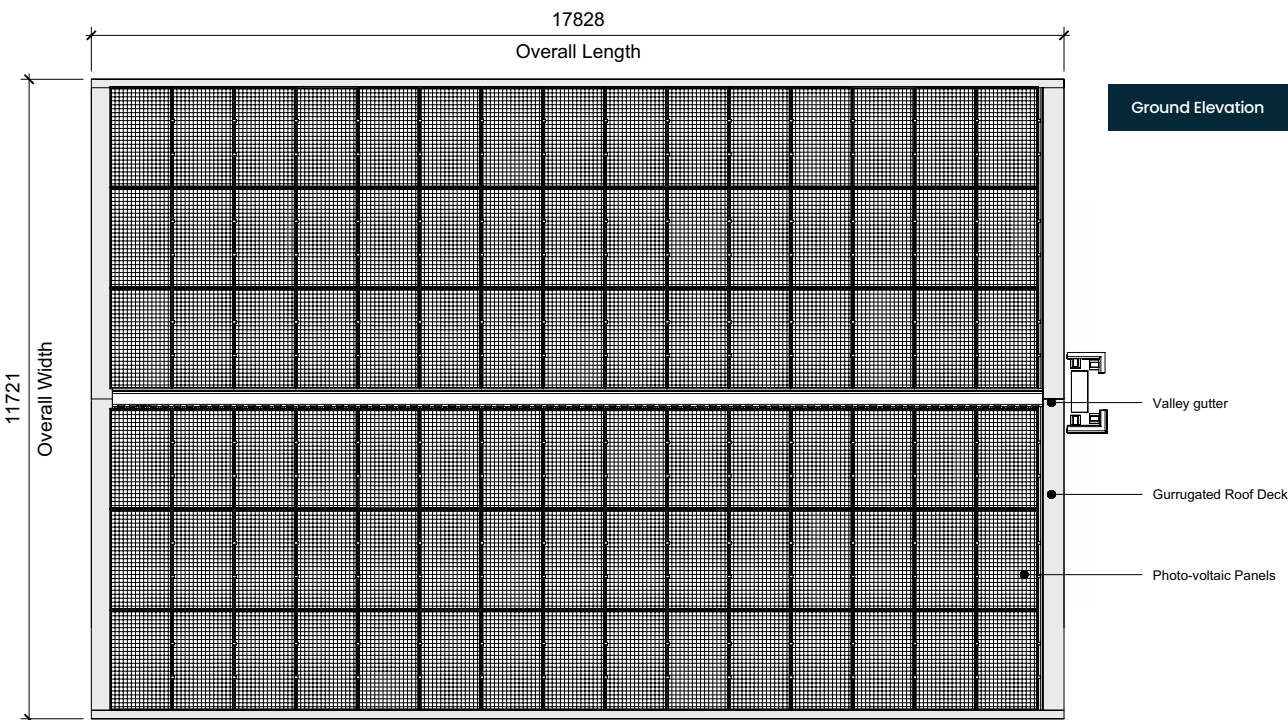 17828
Overall Length
Ground Elevation
11721
Overall Width
Valley gutter
Gurrugated Roof Deck
Photo-voltaic Panels